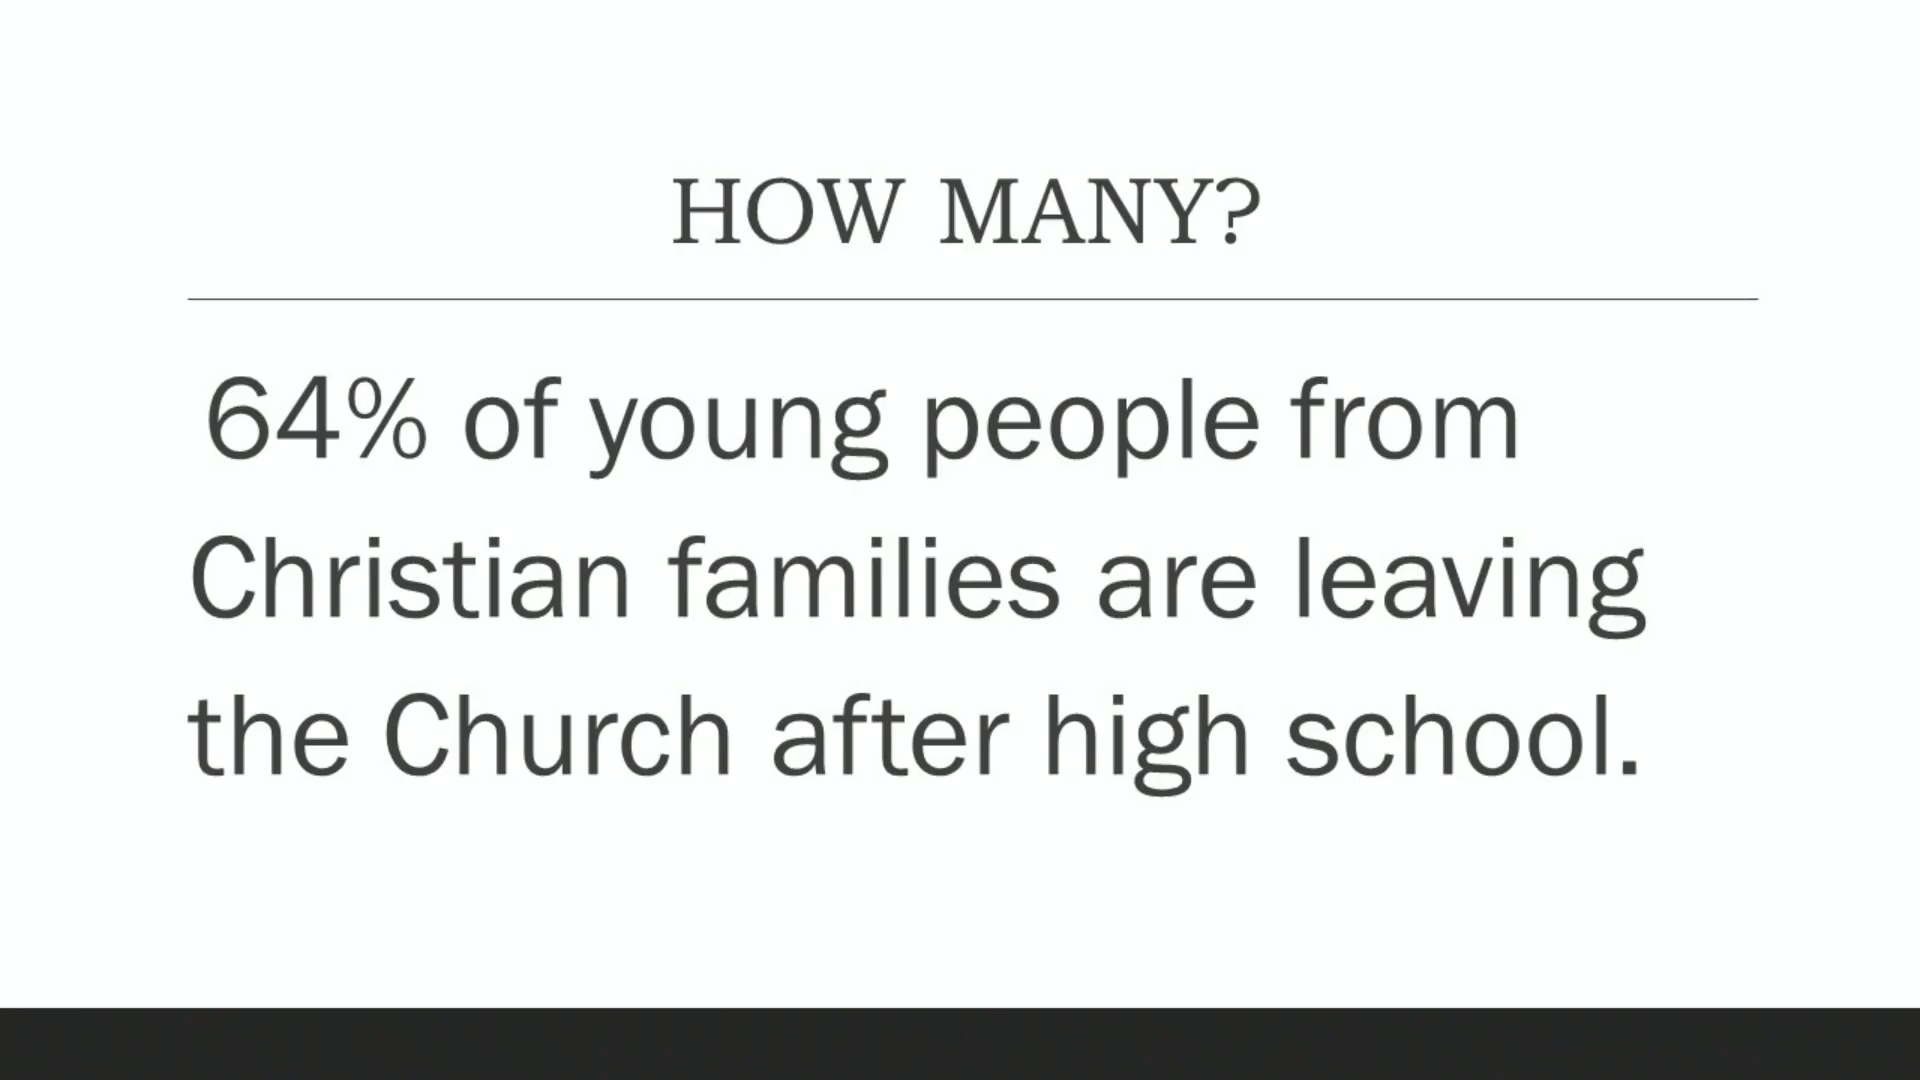 HOW MANY?
64% of young people from
Christian families are leaving
the Church after high school.